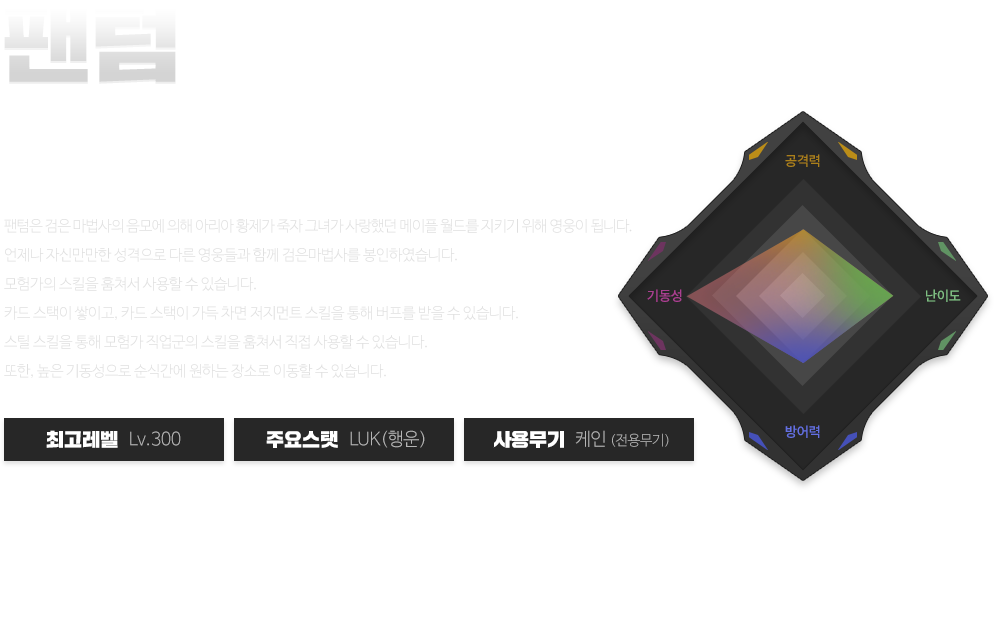 팬텀
팬텀은 검은 마법사의 음모에 의해 아리아 황제가 죽자 그녀가 사랑했던 메이플 월드를 지키기 위해 영웅이 됩니다.
언제나 자신만만한 성격으로 다른 영웅들과 함께 검은마법사를 봉인하였습니다.
모험가의 스킬을 훔쳐서 사용할 수 있습니다.
카드 스택이 쌓이고, 카드 스택이 가득 차면 저지먼트 스킬을 통해 버프를 받을 수 있습니다.
스틸 스킬을 통해 모험가 직업군의 스킬을 훔쳐서 직접 사용할 수 있습니다.
또한, 높은 기동성으로 순식간에 원하는 장소로 이동할 수 있습니다.
최고레벨 Lv.300
주요스탯 LUK(행운)
사용무기 케인 (전용무기)
공격력
기동성
난이도
방어력